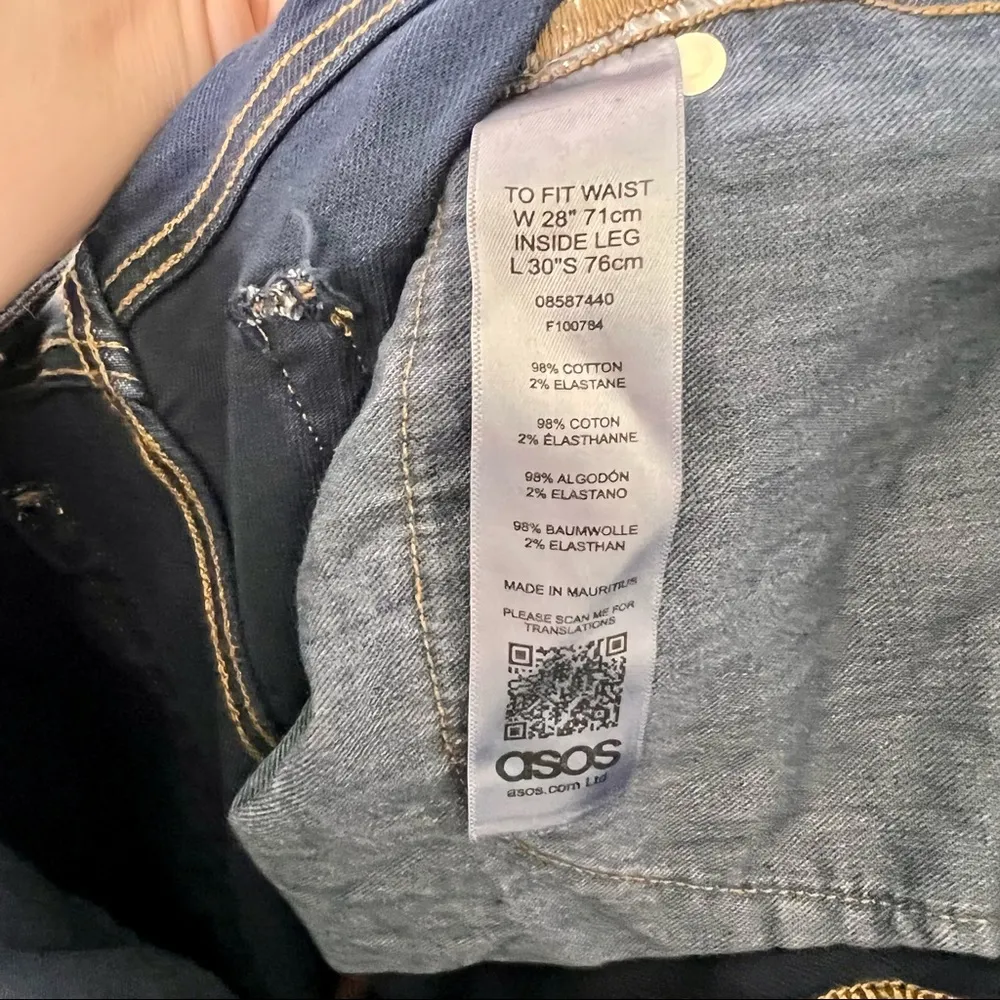 TO FIT WAIST
W 28" 71cm
INSIDE LEG
L 30"S 76cm
08587440
F100784
98% COTTON
2% ELASTANE
98% COTON
2% ÉLASTHANNE
98% ALGODÓN
2% ELASTANO
98% BAUMWOLLE
2% ELASTHAN
MADE IN MAURITIUS
PLEASE SCAN ME FOR
TRANSLATIONS
asos
asos.com Ltd